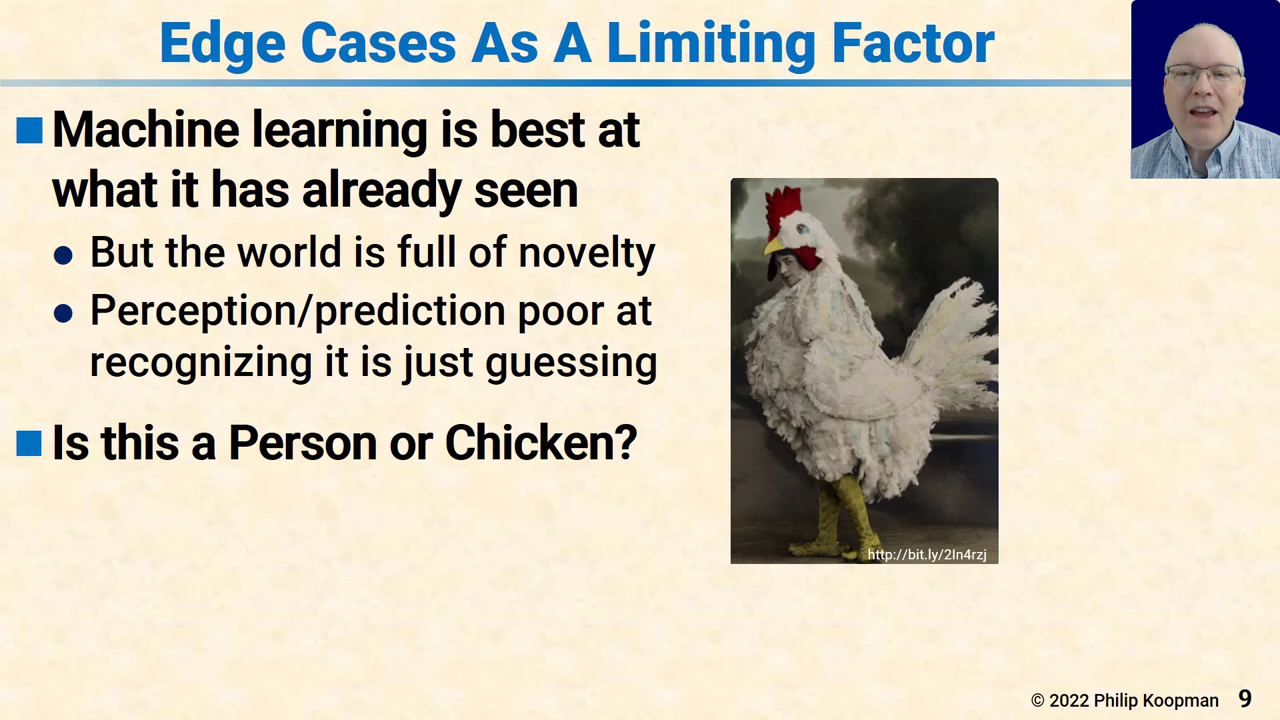 Edge Cases As A Limiting Factor
Machine learning is best at
what it has already seen
But the world is full of novelty
Perception/prediction poor at
recognizing it is just guessing
Is this a Person or Chicken?
http://bit.ly/2In4rzj
© 2022 Philip Koopman 9